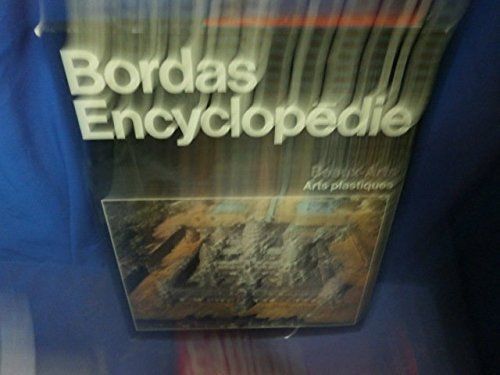 Bordas
Encyclopédie
Beaux-Arts
Arts plastiques